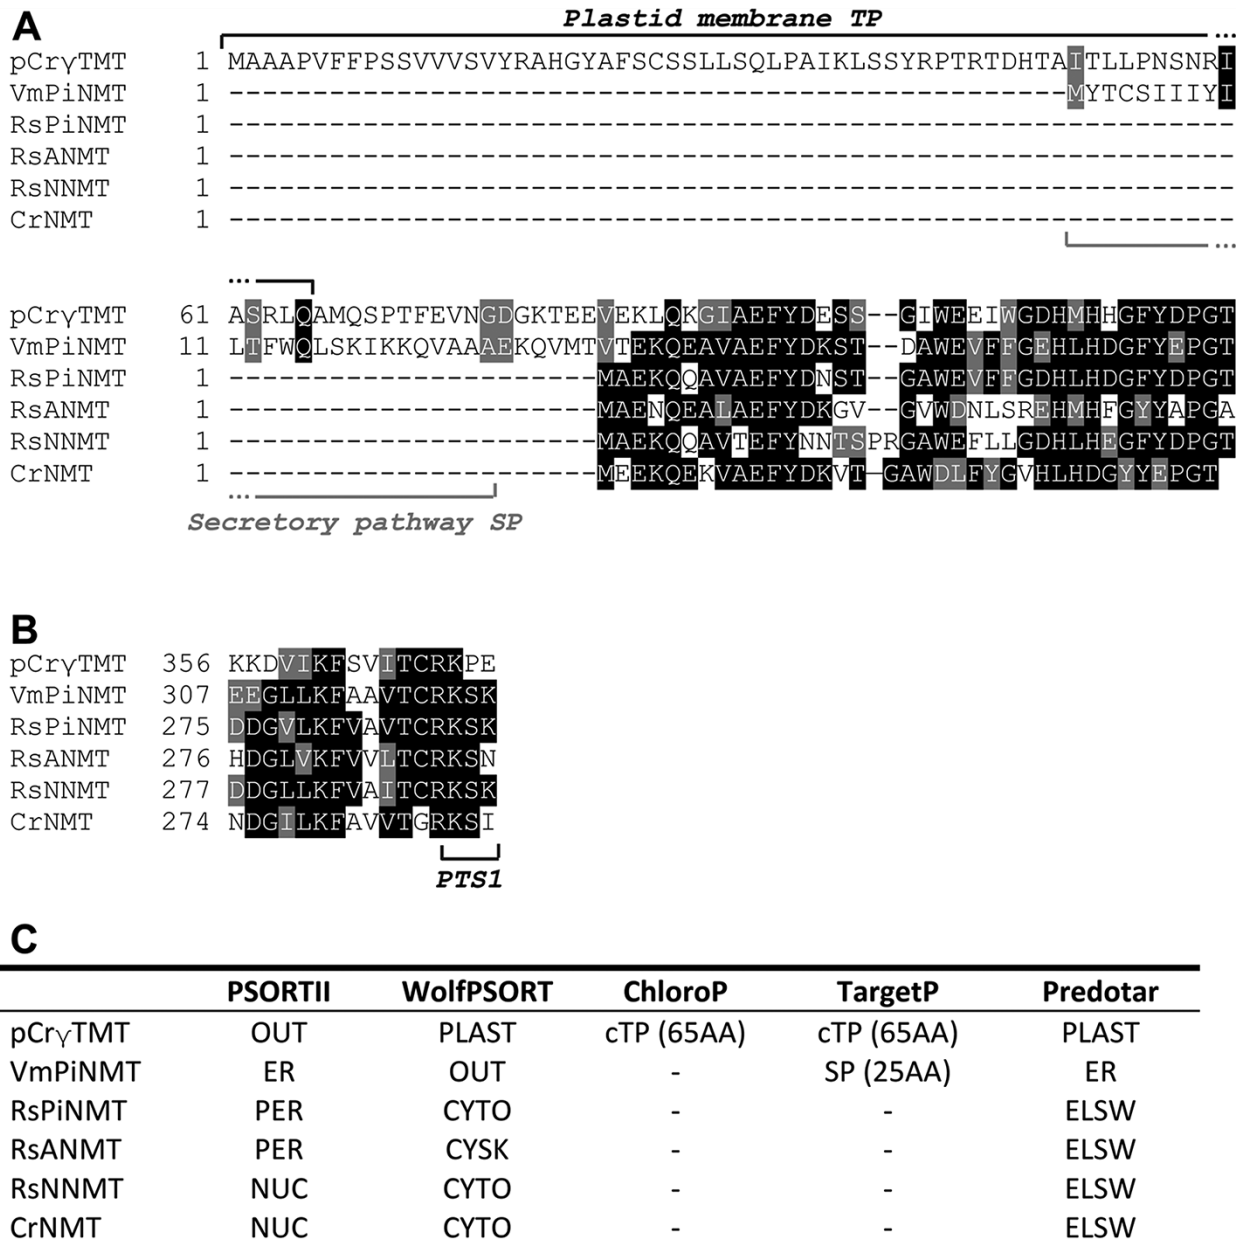 A
Plastid membrane TP
...
pCrγTMT 1 MAAAPVFFPSSVVVSVYRAHGYAFSCSSLLSQLPAIKLSSYRPTRTDHTAITLLPNSNRI
VmPiNMT 1 --------------------------------------------------MYTCSIIIYI
RsPiNMT 1 ------------------------------------------------------------
RsANMT 1 ------------------------------------------------------------
RsNNMT 1 ------------------------------------------------------------
CrNMT 1 ------------------------------------------------------------
...
...
pCrγTMT 61 ASRLQAMQSPTFEVNGDGKTEEVEKLQKGIAEFYDESS--GIWEEIWGDHMHHGFYDPGT
VmPiNMT 11 LTFWQLSKIKKQVAAAEKQVMTVTEKQEAVAEFYDKST--DAWEVFFGEHLHDGFYEPGT
RsPiNMT 1 ----------------------MAEKQQAVAEFYDNST--GAWEVFFGDHLHDGFYDPGT
RsANMT 1 ----------------------MAENQEALAEFYDKGV--GVWDNLSREHMHFGYYAPGA
RsNNMT 1 ----------------------MAEKQQAVTEFYNNTSPRGAWEFLLGDHLHEGFYDPGT
CrNMT 1 ----------------------MEEKQEKVAEFYDKVT-GAWDLFYGVHLHDGYYEPGT
...
Secretory pathway SP
B
pCrγTMT 356 KKDVIKFSVITCRKPE
VmPiNMT 307 EEGLLKFAAVTCRKSK
RsPiNMT 275 DDGVLKFVAVTCRKSK
RsANMT 276 HDGLVKFVVLTCRKSN
RsNNMT 277 DDGLLKFVAITCRKSK
CrNMT 274 NDGILKFAVVTGRKSI
PTS1
C
PSORTII WolfPSORT ChloroP TargetP Predotar
pCrγTMT OUT PLAST cTP (65AA) cTP (65AA) PLAST
VmPiNMT ER OUT - SP (25AA) ER
RsPiNMT PER CYTO - - ELSW
RsANMT PER CYSK - - ELSW
RsNNMT NUC CYTO - - ELSW
CrNMT NUC CYTO - - ELSW